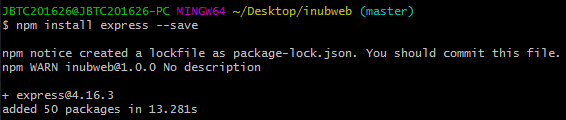 JBTC201626@JBTC201626-PC MINGW64 ~/Desktop/inubweb (master)
$ npm install express --save
npm notice created a lockfile as package-lock.json. You should commit this file.
npm WARN inubweb@1.0.0 No description
+ express@4.16.3
added 50 packages in 13.281s